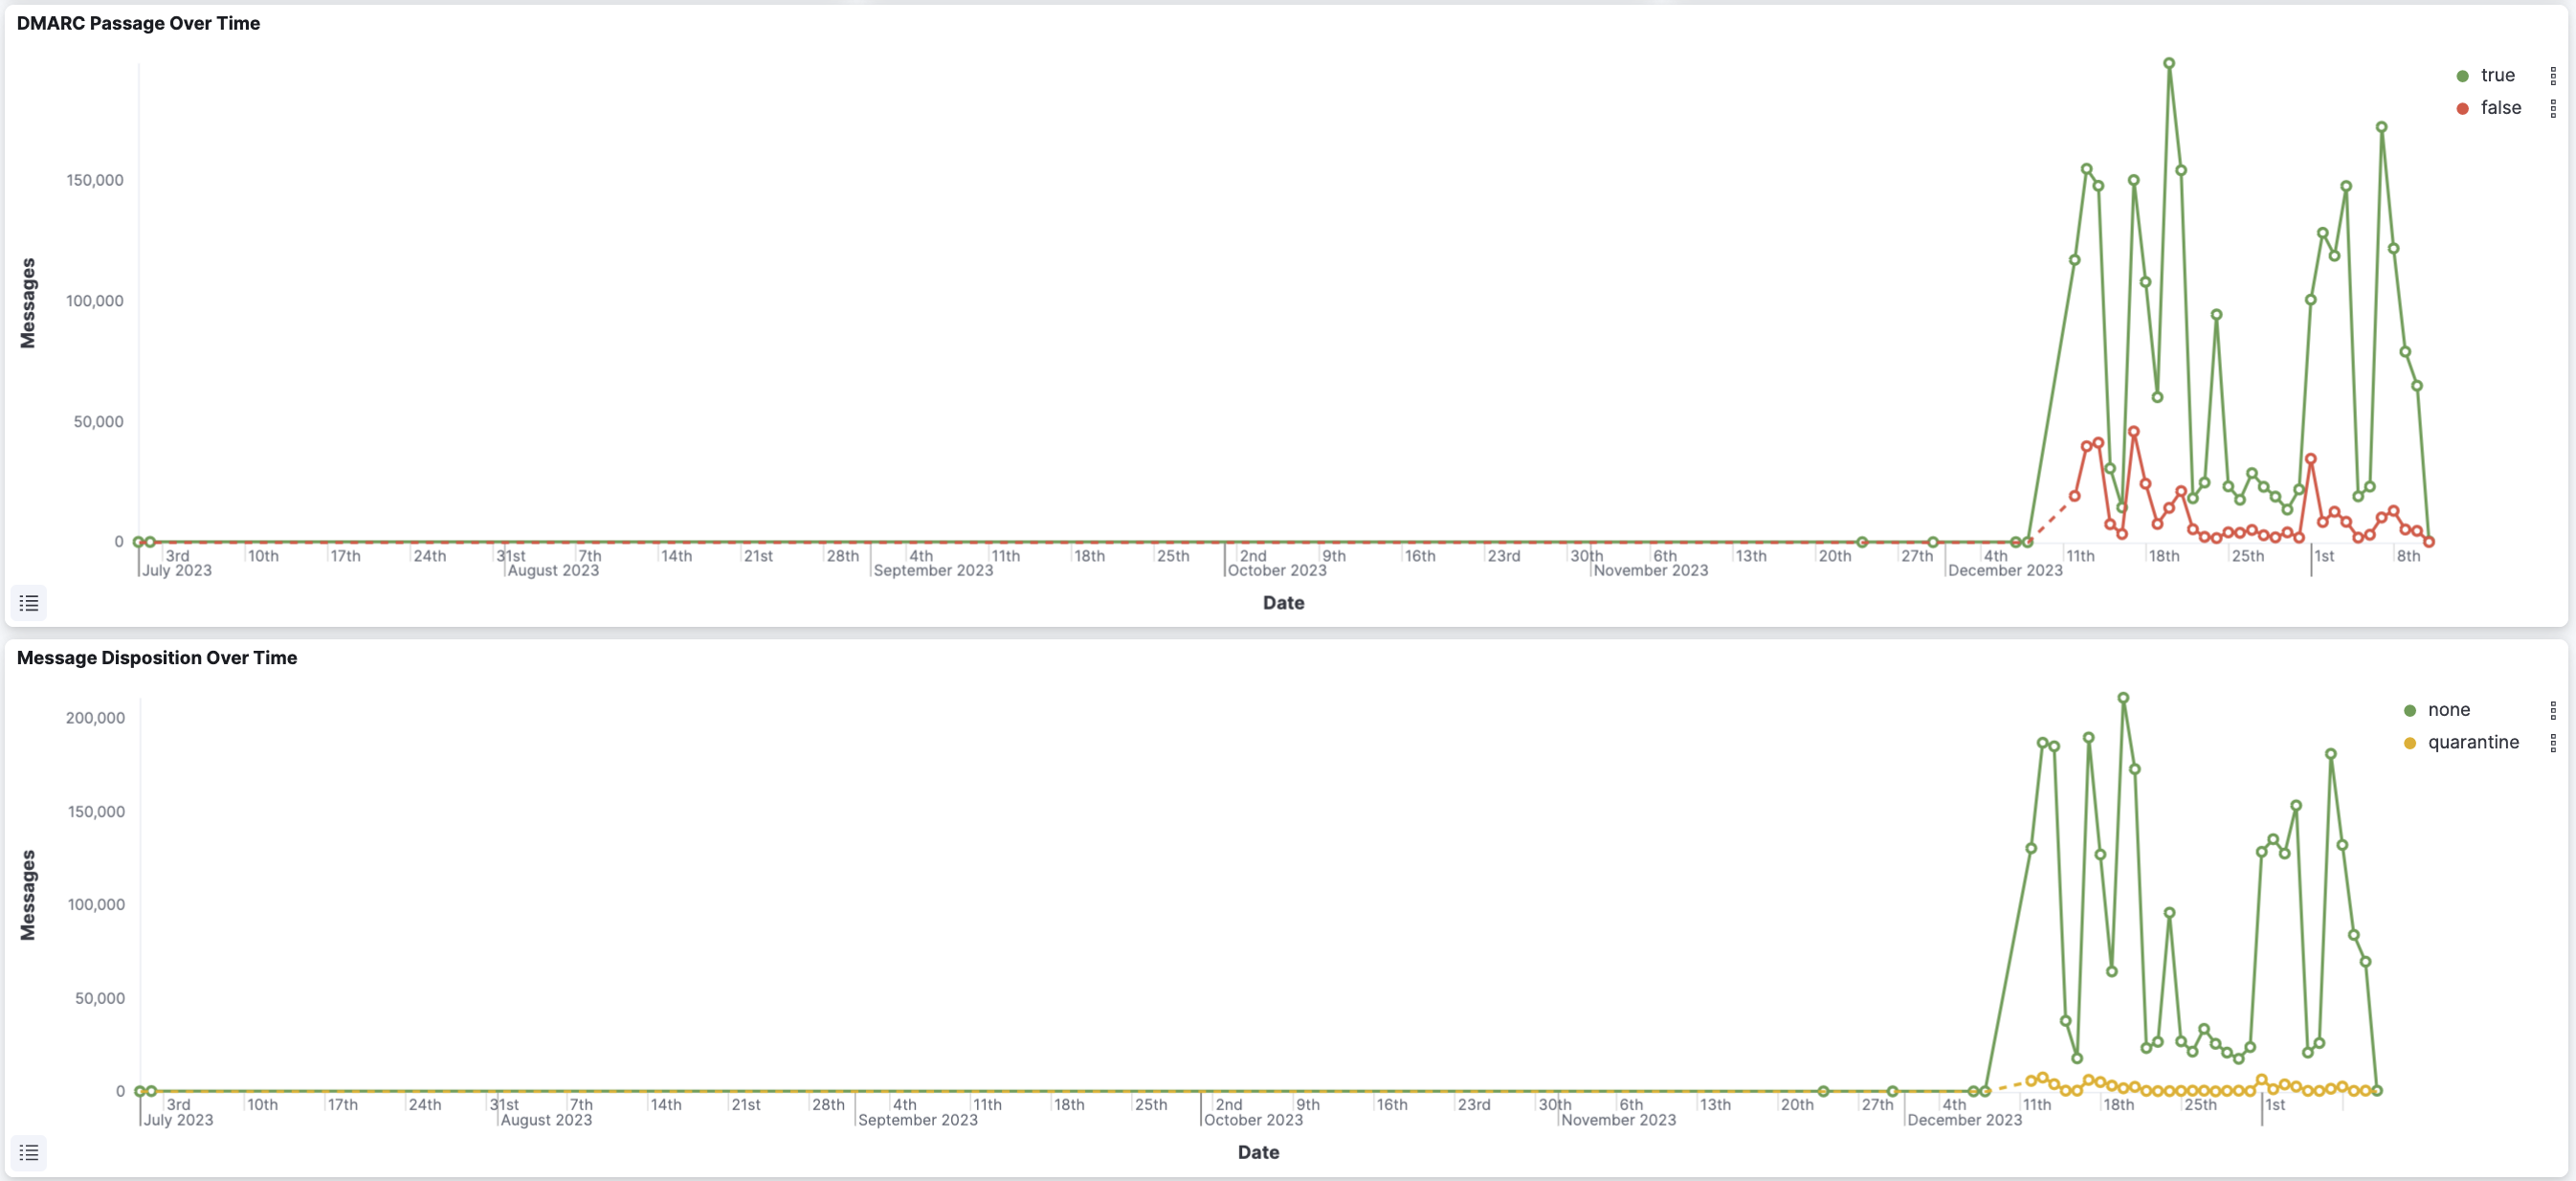 DMARC Passage Over Time
true
false
150,000
100,000
50,000
0
Messages
3rd 10th 17th 24th 31st 7th 14th 21st 28th 4th 11th 18th 25th 2nd 9th 16th 23rd 30th 6th 13th 20th 27th 4th 11th 18th 25th 1st 8th
July 2023 August 2023 September 2023 October 2023 November 2023 December 2023
Date
Message Disposition Over Time
none
quarantine
200,000
150,000
100,000
50,000
0
Messages
3rd 10th 17th 24th 31st 7th 14th 21st 28th 4th 11th 18th 25th 2nd 9th 16th 23rd 30th 6th 13th 20th 27th 4th 11th 18th 25th 1st
July 2023 August 2023 September 2023 October 2023 November 2023 December 2023
Date